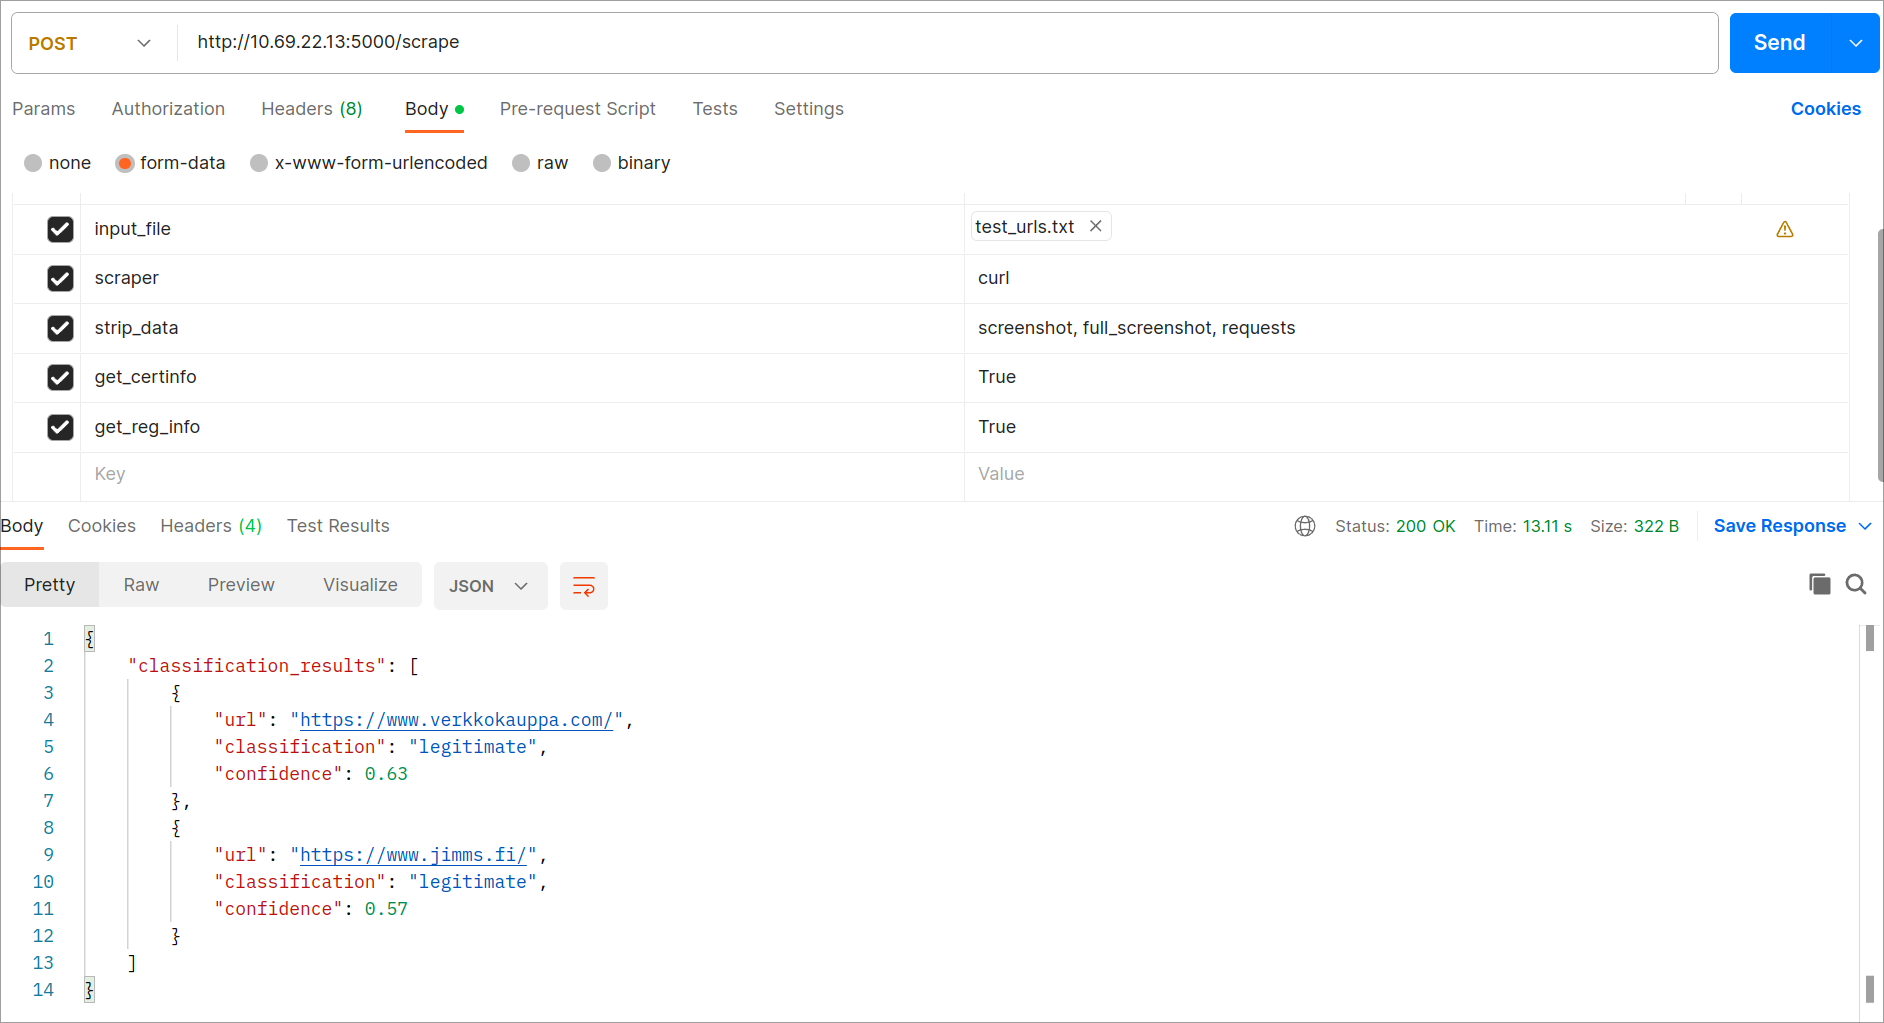 POST http://10.69.22.13:5000/scrape Send
Params Authorization Headers (8) Body Pre-request Script Tests Settings Cookies
none form-data x-www-form-urlencoded raw binary
input_file test_urls.txt
scraper curl
strip_data screenshot, full_screenshot, requests
get_certinfo True
get_reg_info True
Key Value
Body Cookies Headers (4) Test Results Status: 200 OK Time: 13.11 s Size: 322 B Save Response
Pretty Raw Preview Visualize JSON
1 {
2 "classification_results": [
3 {
4 "url": "https://www.verkkokauppa.com/",
5 "classification": "legitimate",
6 "confidence": 0.63
7 },
8 {
9 "url": "https://www.jimms.fi/",
10 "classification": "legitimate",
11 "confidence": 0.57
12 }
13 ]
14 }